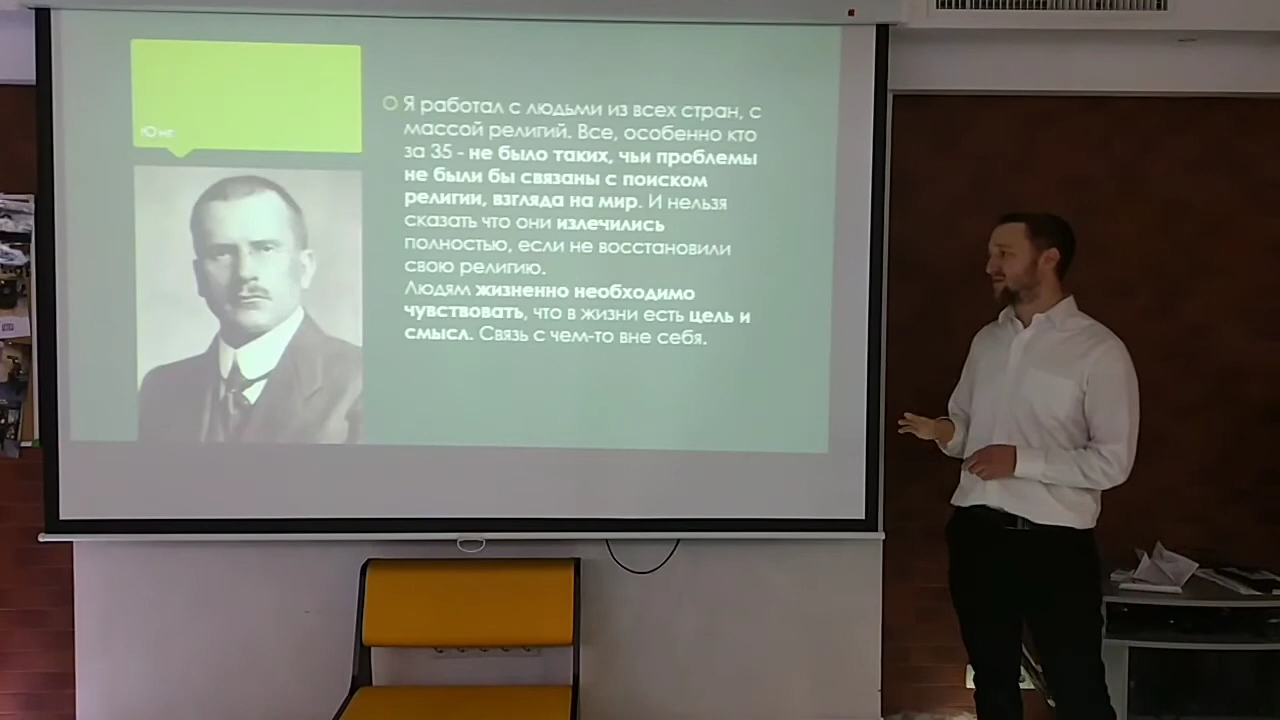 Юнг
Я работал с людьми из всех стран, с
массой религий. Все, особенно кто
за 35 - не было таких, чьи проблемы
не были бы связаны с поиском
религии, взгляда на мир. И нельзя
сказать что они излечились
полностью, если не восстановили
свою религию.
Людям жизненно необходимо
чувствовать, что в жизни есть цель и
смысл. Связь с чем-то вне себя.